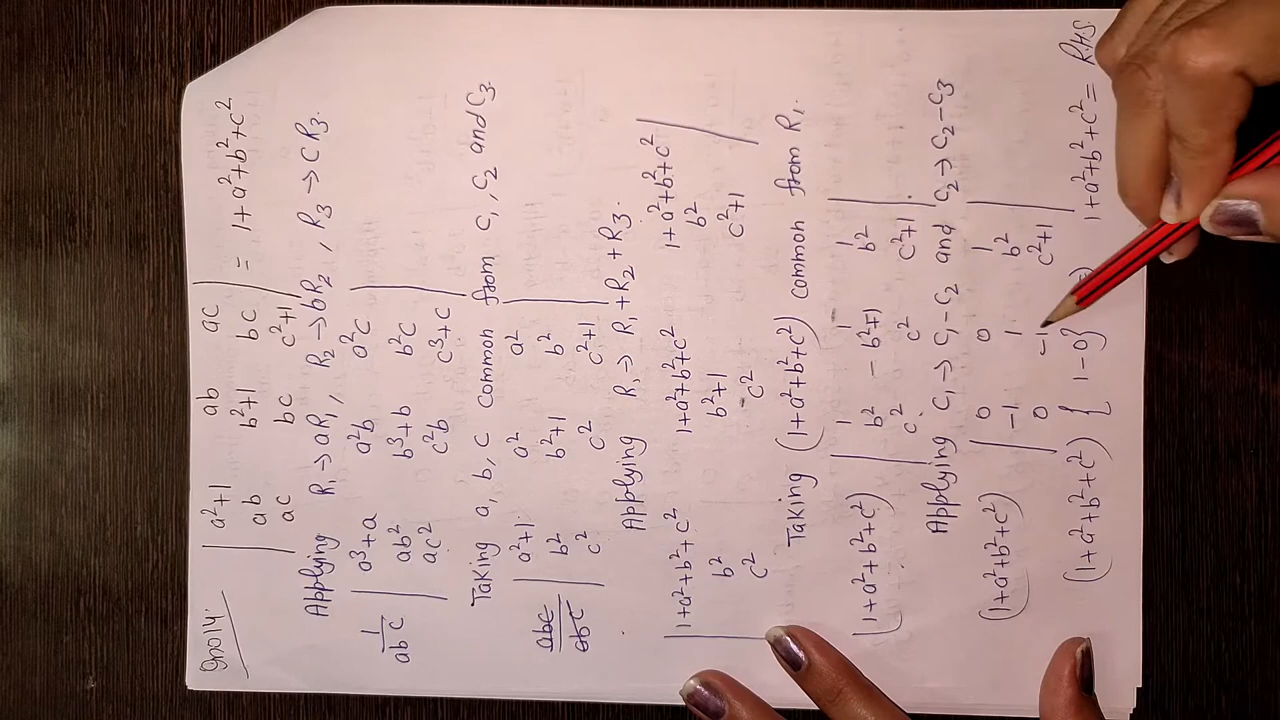 Q no 14.
| a²+1 ab ac |
| ab b²+1 bc | = 1+a²+b²+c²
| ac bc c²+1 |
Applying R₁→aR₁, R₂→bR₂, R₃→cR₃.
| a³+a a²b a²c |
1/abc | ab² b³+b b²c |
| ac² c²b c³+c |
Taking a, b, c common from C₁, C₂ and C₃
| a²+1 a² a² |
abc/abc | b² b²+1 b² |
| c² c² c²+1 |
Applying R₁→ R₁+R₂+R₃.
| 1+a²+b²+c² 1+a²+b²+c² 1+a²+b²+c² |
| b² b²+1 b² |
| c² c² c²+1 |
Taking (1+a²+b²+c²) common from R₁.
| 1 1 1 |
(1+a²+b²+c²) | b² - b²+1) b² |
| c² c² c²+1 | .
Applying C₁→ C₁-C₂ and C₂→ C₂-C₃
| 0 0 1 |
(1+a²+b²+c²) | -1 1 b² |
| 0 -1 c²+1 |
(1+a²+b²+c²) { 1-0} 1+a²+b²+c² = R.H.S.